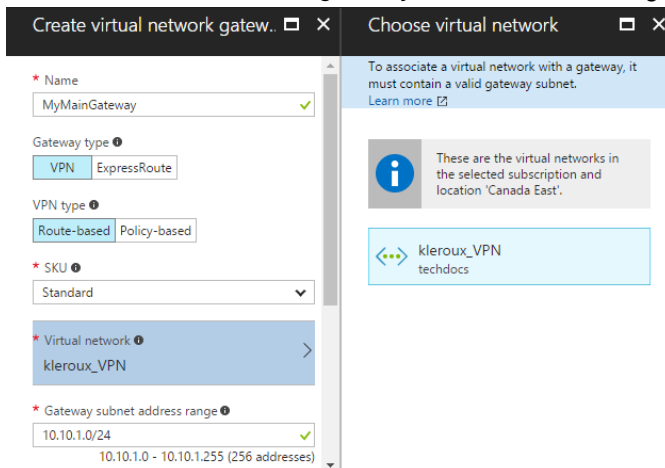 Create virtual network gatew..
* Name
MyMainGateway
Gateway type
VPN ExpressRoute
VPN type
Route-based Policy-based
* SKU
Standard
* Virtual network
kleroux_VPN
* Gateway subnet address range
10.10.1.0/24
10.10.1.0 - 10.10.1.255 (256 addresses)
Choose virtual network
To associate a virtual network with a gateway, it
must contain a valid gateway subnet.
Learn more
These are the virtual networks in
the selected subscription and
location 'Canada East'.
kleroux_VPN
techdocs